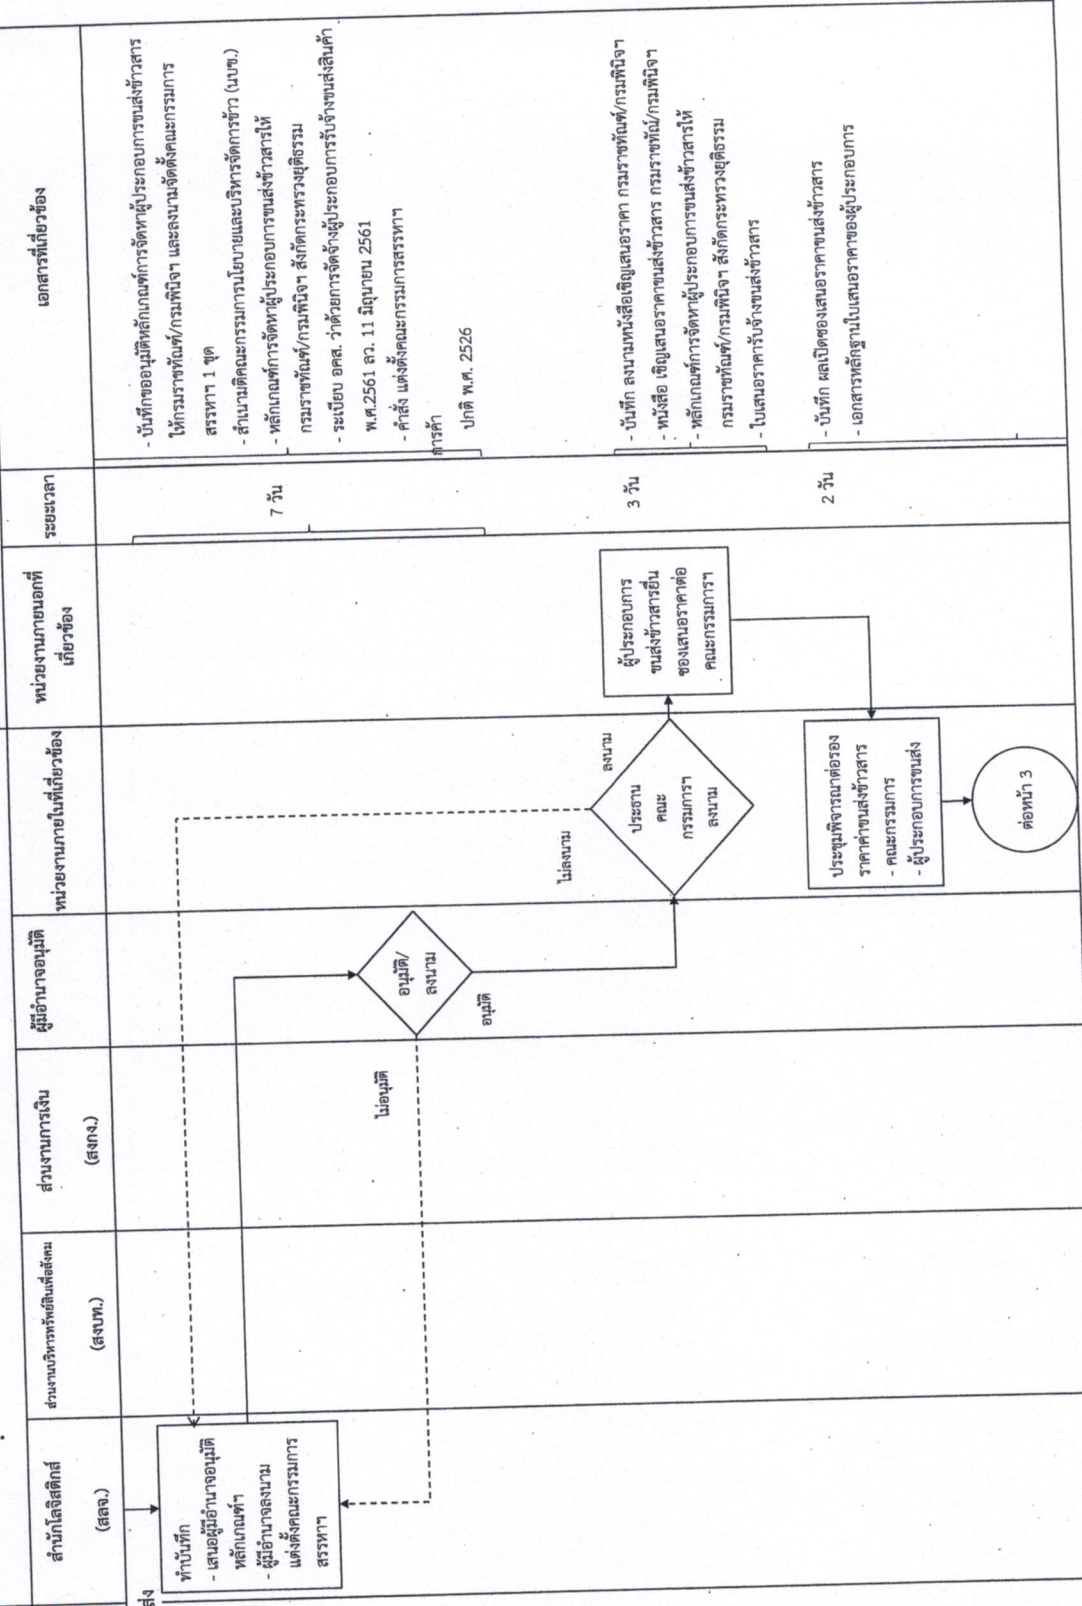 สำนักโลจิสติกส์
(สลจ.)
ส่วนงานบริหารทรัพย์สินเพื่อสังคม
(สงบท.)
ส่วนงานการเงิน
(สงกง.)
ผู้มีอำนาจอนุมัติ
หน่วยงานภายในที่เกี่ยวข้อง
หน่วยงานภายนอกที่
เกี่ยวข้อง
ระยะเวลา
เอกสารที่เกี่ยวข้อง
ส่ง
ทำบันทึก
- เสนอผู้มีอำนาจอนุมัติ
หลักเกณฑ์ฯ
- ผู้มีอำนาจลงนาม
แต่งตั้งคณะกรรมการ
สรรหาฯ
อนุมัติ/
ลงนาม
ไม่อนุมัติ
อนุมัติ
ไม่ลงนาม
ลงนาม
ประธาน
คณะ
กรรมการฯ
ลงนาม
ผู้ประกอบการ
ขนส่งข้าวสารยื่น
ซองเสนอราคาต่อ
คณะกรรมการฯ
ประชุมพิจารณาต่อรอง
ราคาค่าขนส่งข้าวสาร
- คณะกรรมการ
- ผู้ประกอบการขนส่ง
ต่อหน้า 3
7 วัน
- บันทึกขออนุมัติหลักเกณฑ์การจัดหาผู้ประกอบการขนส่งข้าวสาร
ให้กรมราชทัณฑ์/กรมพินิจฯ และลงนามจัดตั้งคณะกรรมการ
สรรหาฯ 1 ชุด
- สำเนามติคณะกรรมการนโยบายและบริหารจัดการข้าว (นบข.)
- หลักเกณฑ์การจัดหาผู้ประกอบการขนส่งข้าวสารให้
กรมราชทัณฑ์/กรมพินิจฯ สังกัดกระทรวงยุติธรรม
- ระเบียบ อคส. ว่าด้วยการจัดจ้างผู้ประกอบการรับจ้างขนส่งสินค้า
พ.ศ.2561 ลว. 11 มิถุนายน 2561
- คำสั่ง แต่งตั้งคณะกรรมการสรรหาฯ
การค้า
ปกติ พ.ศ. 2526
3 วัน
- บันทึก ลงนามหนังสือเชิญเสนอราคา กรมราชทัณฑ์/กรมพินิจฯ
- หนังสือ เชิญเสนอราคาขนส่งข้าวสาร กรมราชทัณ์/กรมพินิจฯ
- หลักเกณฑ์การจัดหาผู้ประกอบการขนส่งข้าวสารให้
กรมราชทัณฑ์/กรมพินิจฯ สังกัดกระทรวงยุติธรรม
- ใบเสนอราคารับจ้างขนส่งข้าวสาร
2 วัน
- บันทึก ผลเปิดซองเสนอราคาขนส่งข้าวสาร
- เอกสารหลักฐานใบเสนอราคาของผู้ประกอบการ